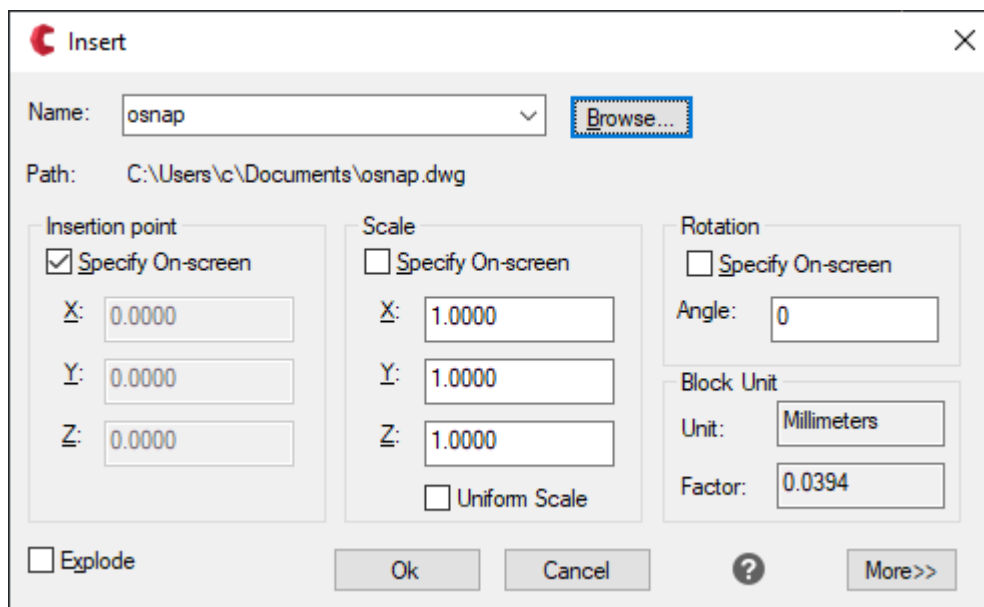 Insert
Name: osnap Browse...
Path: C:\Users\c\Documents\osnap.dwg
Insertion point
Specify On-screen
X: 0.0000
Y: 0.0000
Z: 0.0000
Scale
Specify On-screen
X: 1.0000
Y: 1.0000
Z: 1.0000
Uniform Scale
Rotation
Specify On-screen
Angle: 0
Block Unit
Unit: Millimeters
Factor: 0.0394
Explode
Ok Cancel ? More>>